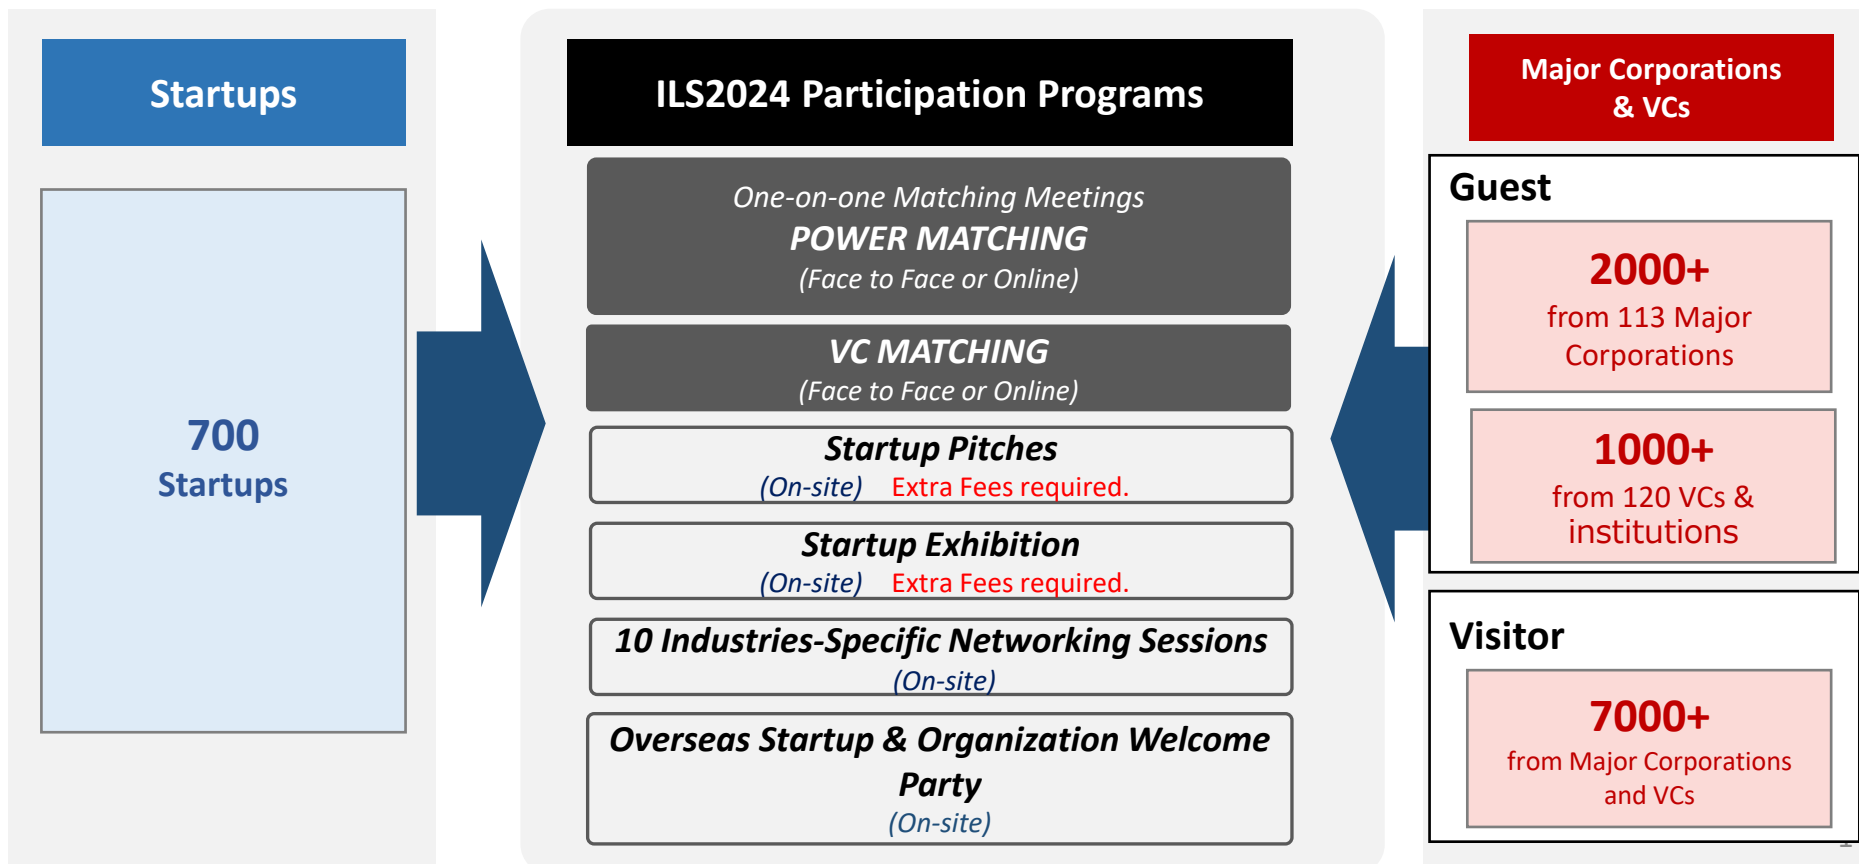 Startups
700
Startups
ILS2024 Participation Programs
One-on-one Matching Meetings
POWER MATCHING
(Face to Face or Online)
VC MATCHING
(Face to Face or Online)
Startup Pitches
(On-site) Extra Fees required.
Startup Exhibition
(On-site) Extra Fees required.
10 Industries-Specific Networking Sessions
(On-site)
Overseas Startup & Organization Welcome
Party
(On-site)
Major Corporations
& VCs
Guest
2000+
from 113 Major
Corporations
1000+
from 120 VCs &
institutions
Visitor
7000+
from Major Corporations
and VCs